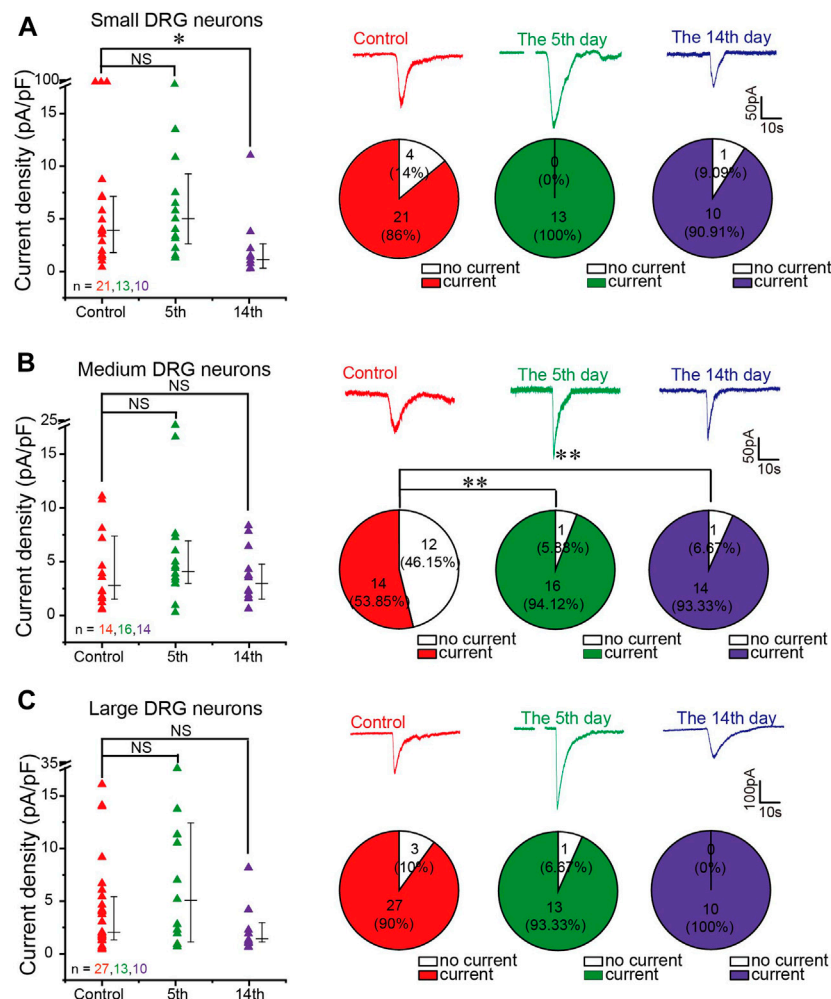 A
Small DRG neurons
*
NS
Current density (pA/pF)
100
15
10
5
0
n = 21,13,10
Control
5th
14th
Control
The 5th day
The 14th day
50pA
10s
4
(14%)
21
(86%)
0
(0%)
13
(100%)
1
(9.09%)
10
(90.91%)
no current
current
no current
current
no current
current
B
Medium DRG neurons
NS
NS
Current density (pA/pF)
25
15
10
5
0
n = 14,16,14
Control
5th
14th
Control
The 5th day
The 14th day
50pA
10s
**
**
12
(46.15%)
14
(53.85%)
1
(5.88%)
16
(94.12%)
1
(6.67%)
14
(93.33%)
no current
current
no current
current
no current
current
C
Large DRG neurons
NS
NS
Current density (pA/pF)
35
15
10
5
0
n = 27,13,10
Control
5th
14th
Control
The 5th day
The 14th day
100pA
10s
3
(10%)
27
(90%)
1
(6.67%)
13
(93.33%)
0
(0%)
10
(100%)
no current
current
no current
current
no current
current